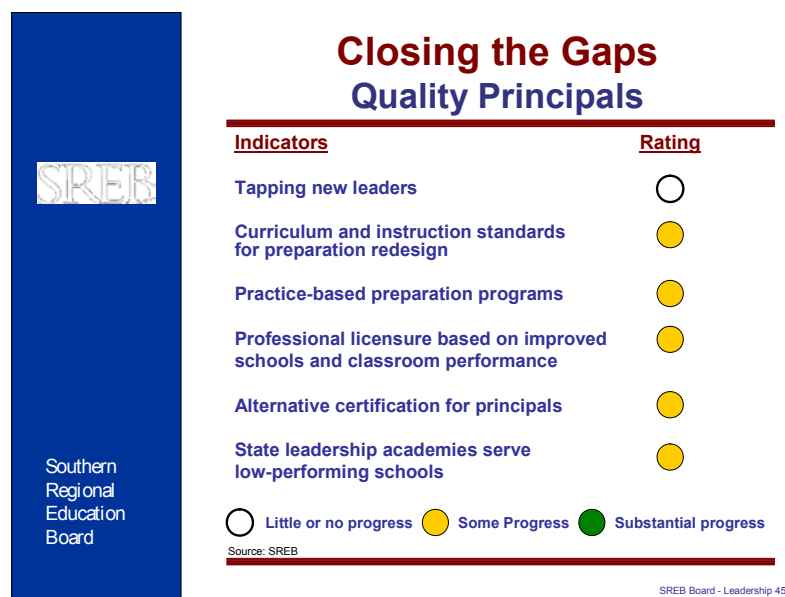 Closing the Gaps
Quality Principals
Indicators Rating
Tapping new leaders
Curriculum and instruction standards
for preparation redesign
Practice-based preparation programs
Professional licensure based on improved
schools and classroom performance
Alternative certification for principals
State leadership academies serve
low-performing schools
Little or no progress Some Progress Substantial progress
Source: SREB
SREB
Southern
Regional
Education
Board
SREB Board - Leadership 45